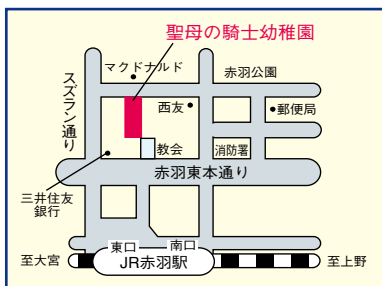 聖母の騎士幼稚園
マクドナルド
赤羽公園
スズラン通り
西友
郵便局
教会
消防署
赤羽東本通り
三井住友
銀行
東口
南口
至大宮
JR赤羽駅
至上野